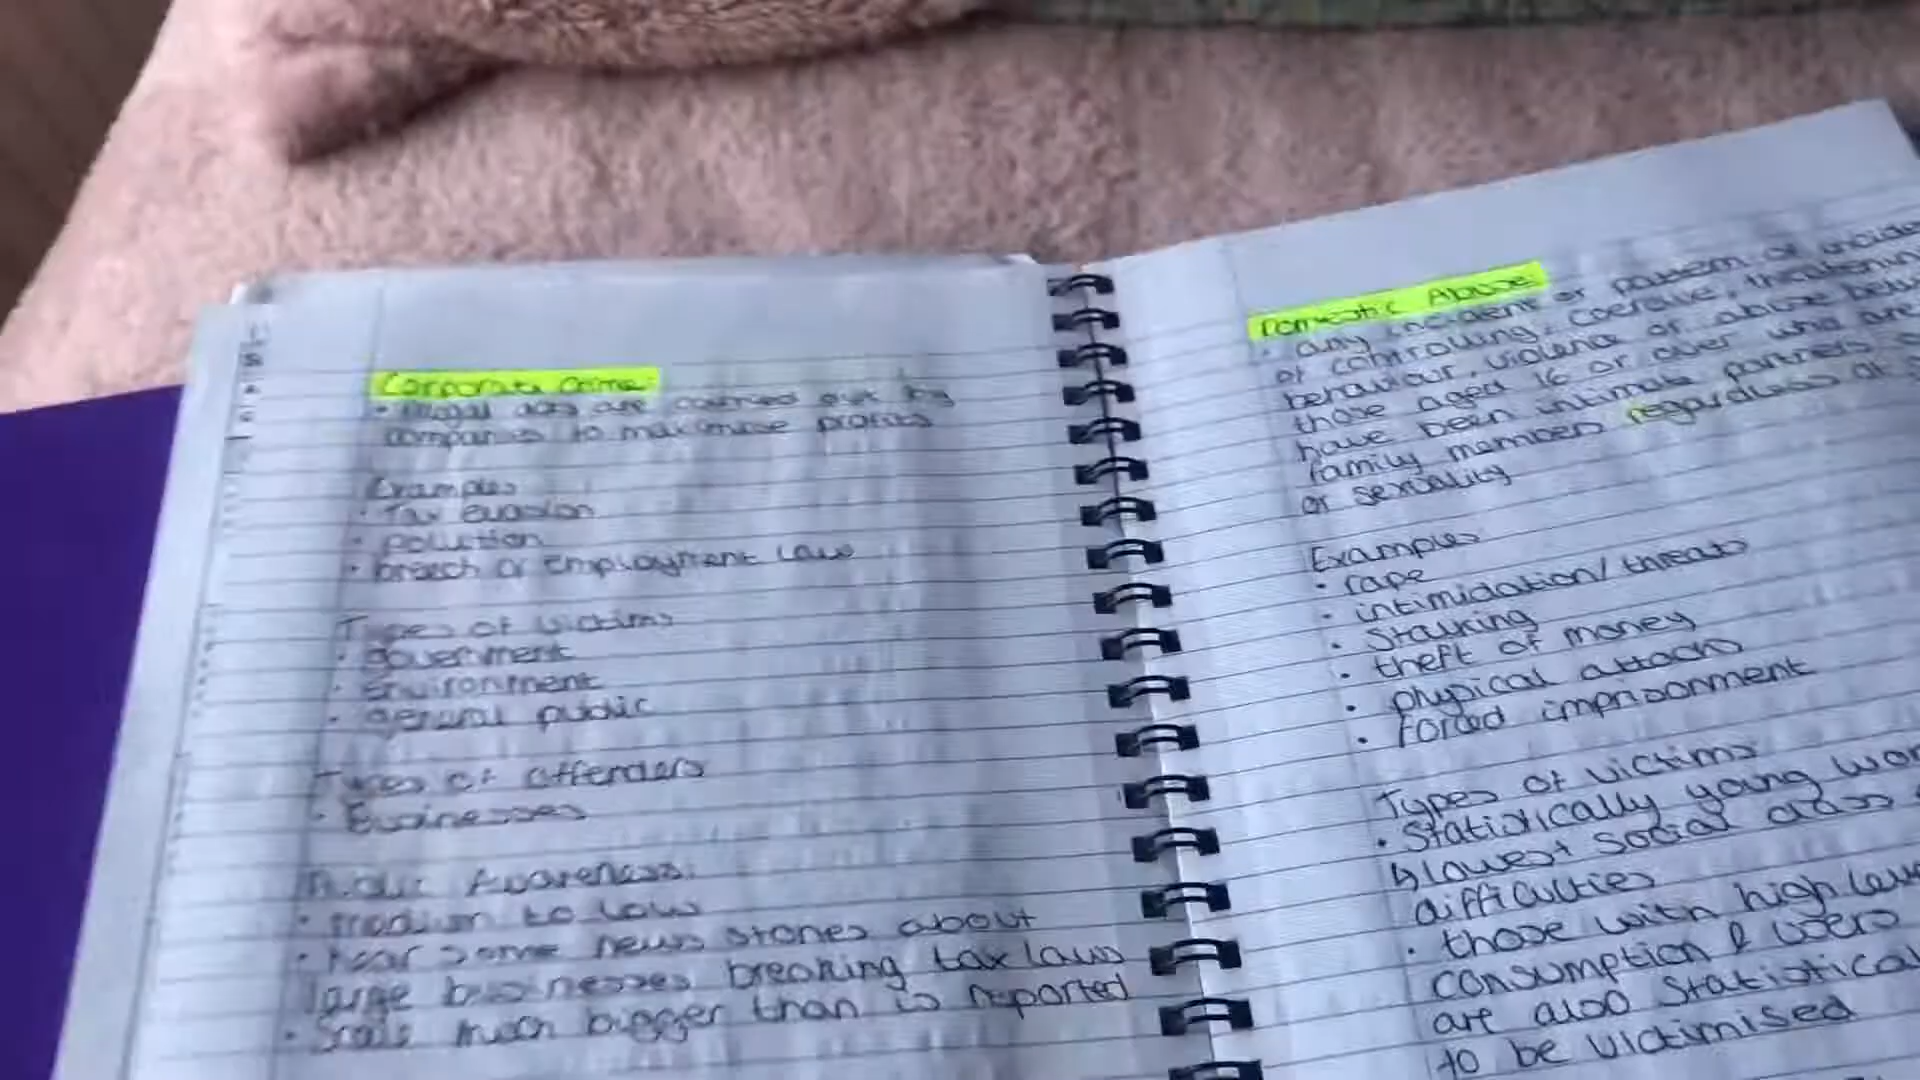 Corporate Crime:
• illegal acts are carried out by
companies to maximise profits
Examples
• Tax evasion
• pollution
• breach of employment laws
Types of victims
• government
• Environment
• general public
Types of offenders
• Businesses
Public Awareness:
• medium to low
• hear some news stories about
large businesses breaking tax laws
• Scale much bigger than is reported
Domestic Abuse
• any incident or pattern of
of controlling, coercive, threatening
behaviour, violence or abuse
those aged 16 or over who are
have been intimate partners
family members regardless of
or sexuality
Examples
• rape
• intimidation/threats
• Stalking
• theft of money
• physical attacks
• forced imprisonment
Types of victims
• Statistically young
↳ lowest social class
difficulties
• those with high
consumption & users
are also
to be victimised